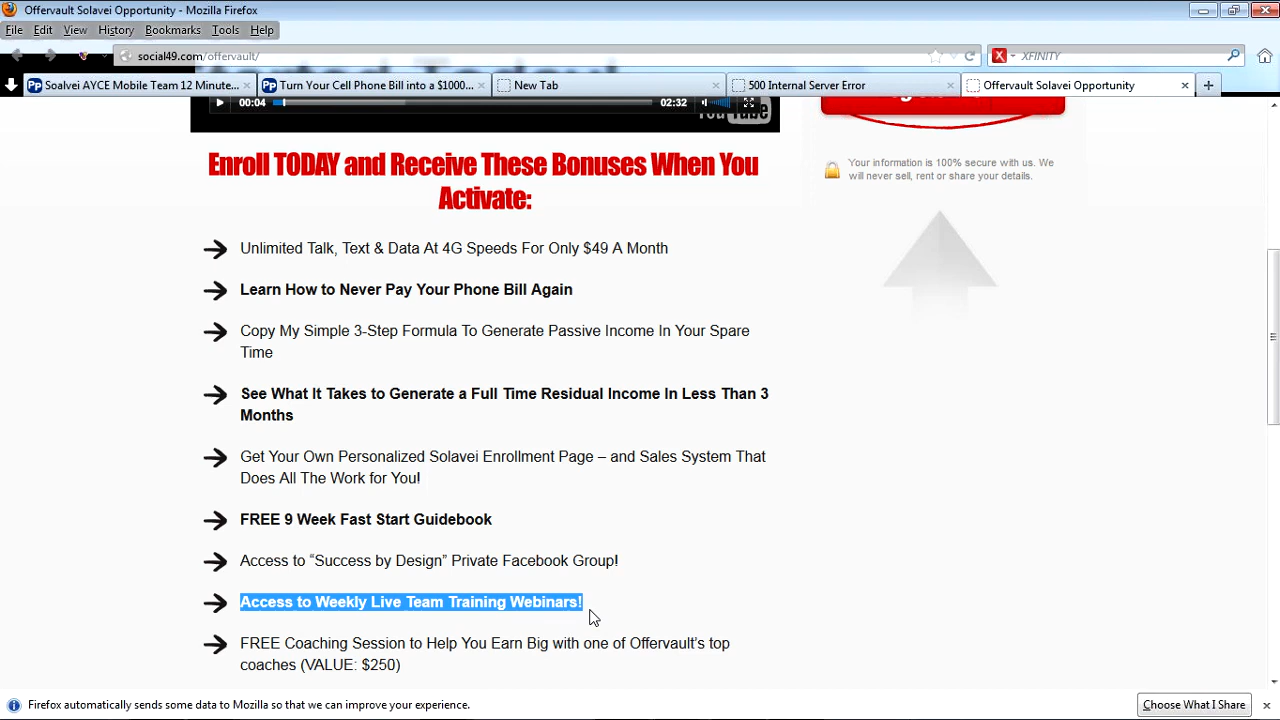 Offervault Solavei Opportunity - Mozilla Firefox
File Edit View History Bookmarks Tools Help
social49.com/offervault/
XFINITY
Soalvei AYCE Mobile Team 12 Minute...
Turn Your Cell Phone Bill into a $1000...
New Tab
500 Internal Server Error
Offervault Solavei Opportunity
00:04
02:32
YouTube
Your information is 100% secure with us. We
will never sell, rent or share your details.
Enroll TODAY and Receive These Bonuses When You
Activate:
Unlimited Talk, Text & Data At 4G Speeds For Only $49 A Month
Learn How to Never Pay Your Phone Bill Again
Copy My Simple 3-Step Formula To Generate Passive Income In Your Spare
Time
See What It Takes to Generate a Full Time Residual Income In Less Than 3
Months
Get Your Own Personalized Solavei Enrollment Page – and Sales System That
Does All The Work for You!
FREE 9 Week Fast Start Guidebook
Access to “Success by Design” Private Facebook Group!
Access to Weekly Live Team Training Webinars!
FREE Coaching Session to Help You Earn Big with one of Offervault's top
coaches (VALUE: $250)
Firefox automatically sends some data to Mozilla so that we can improve your experience.
Choose What I Share